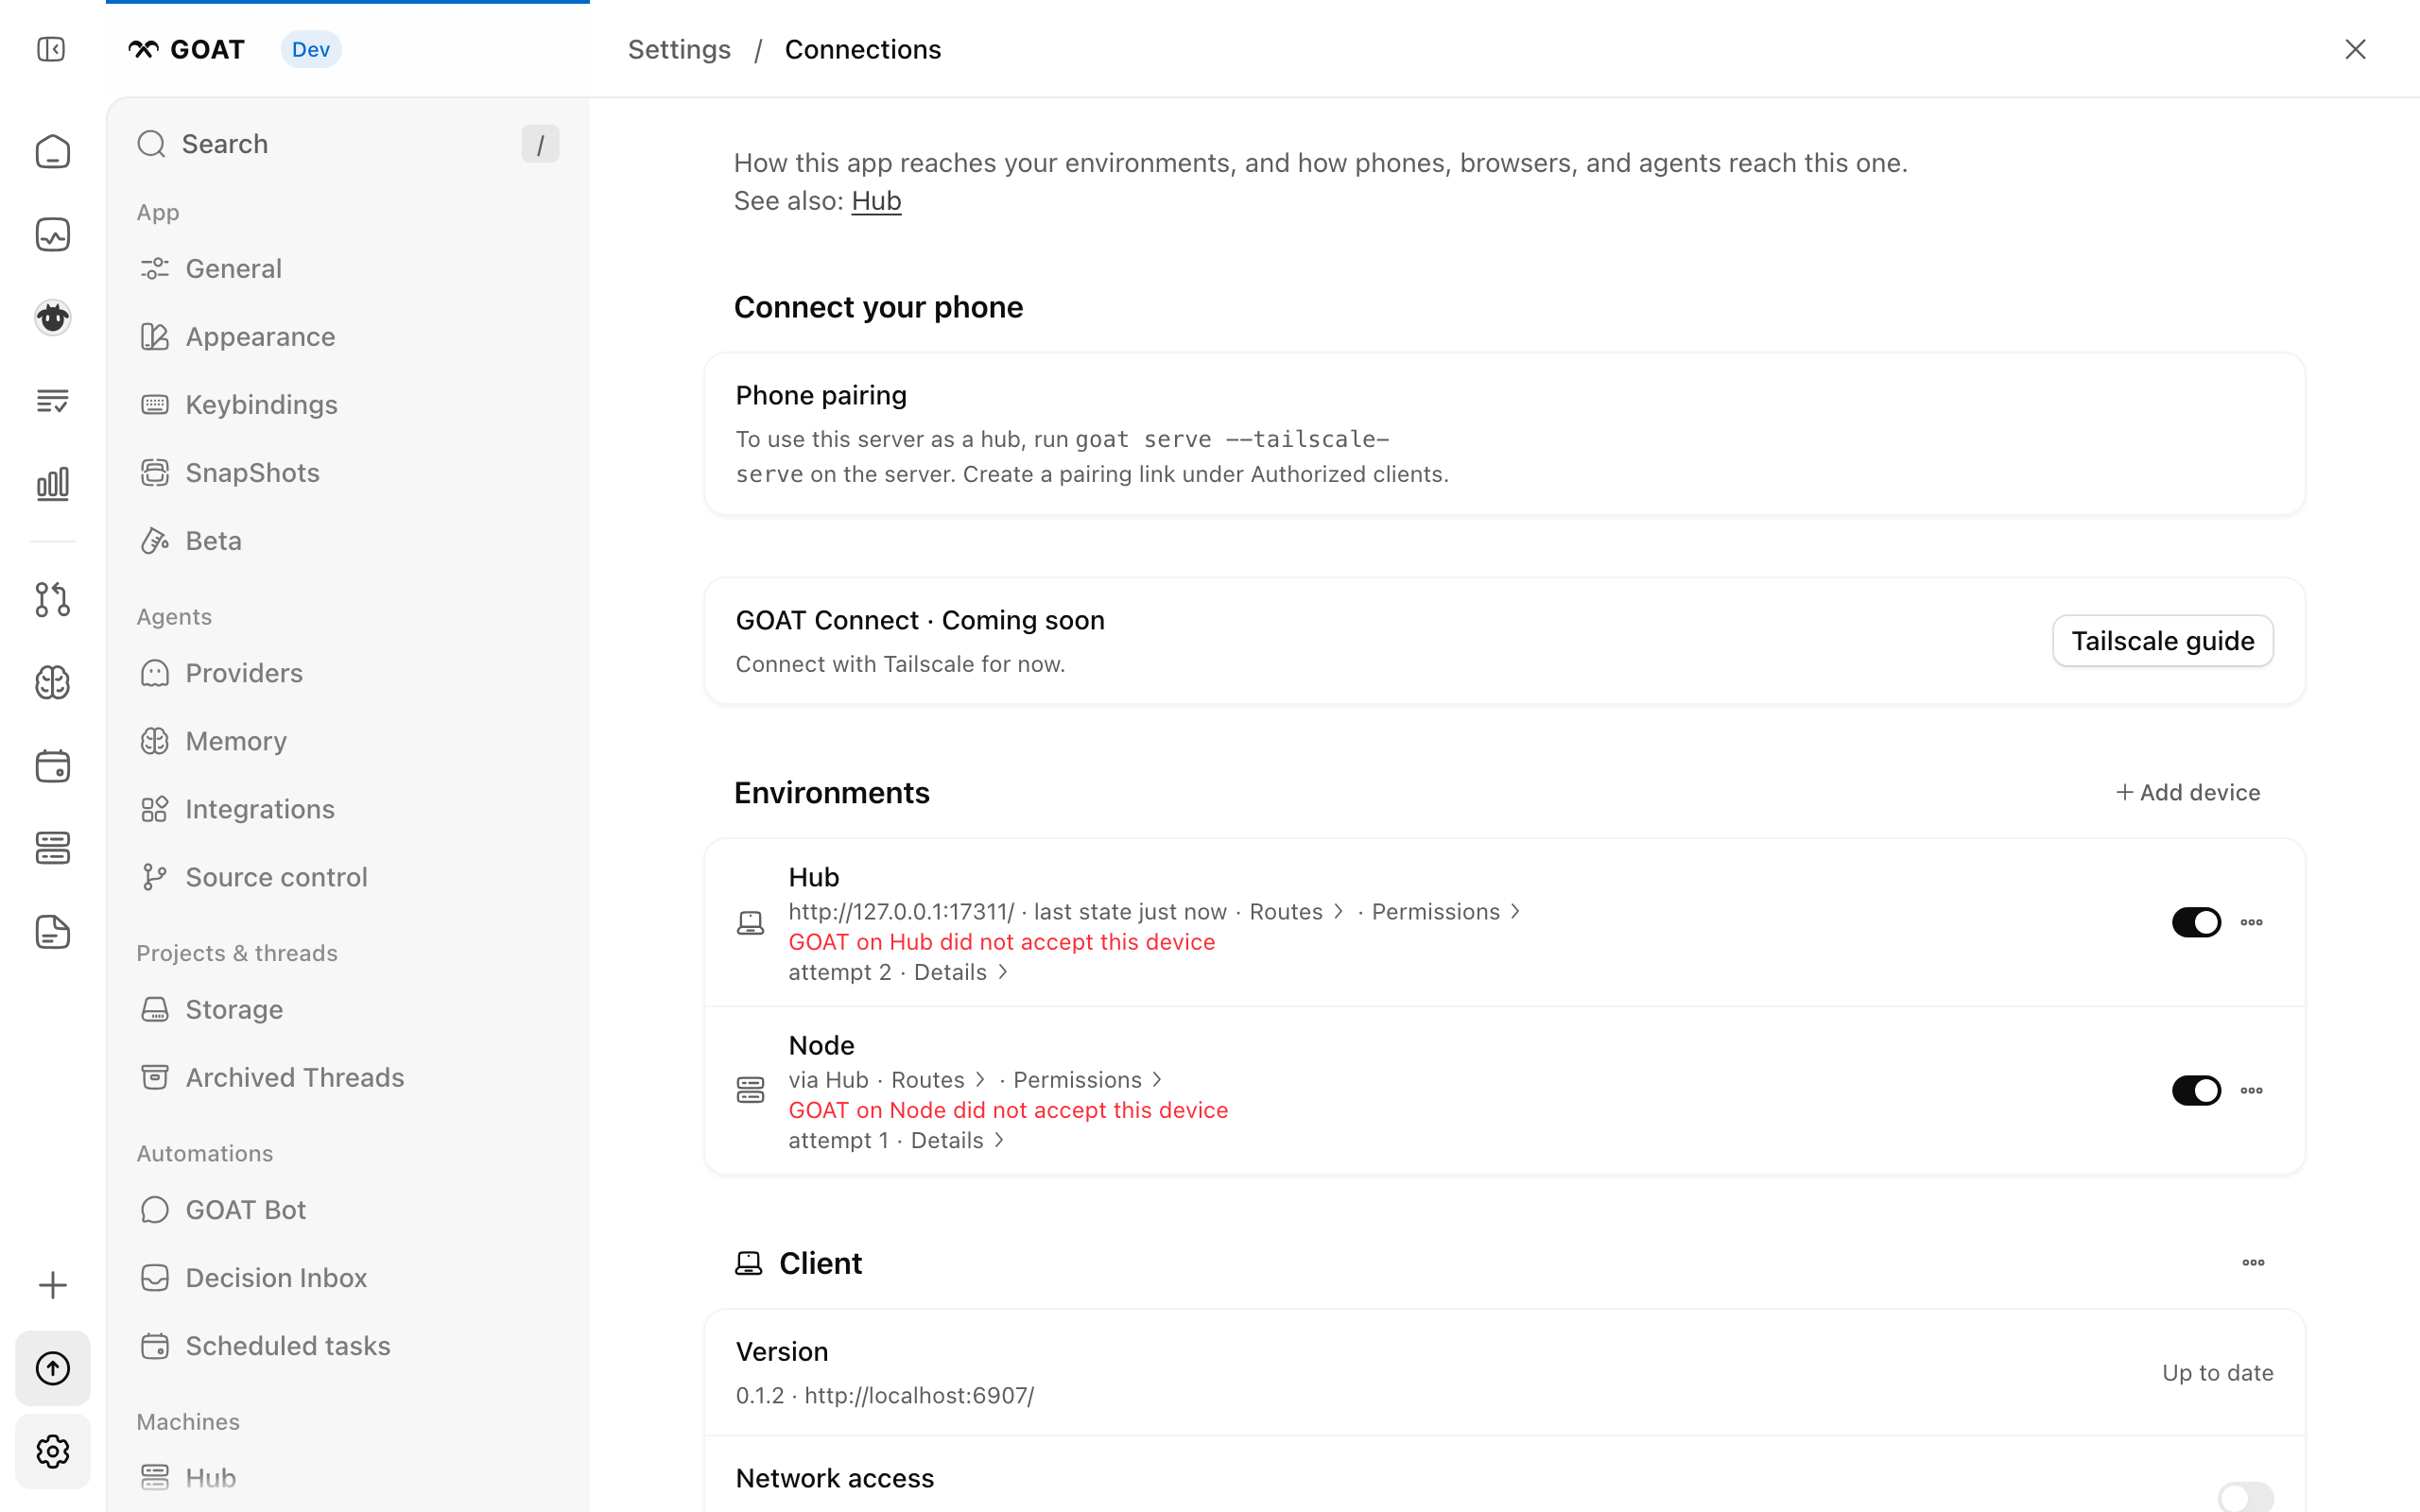 GOAT Dev
Settings / Connections
Search /
App
General
Appearance
Keybindings
SnapShots
Beta
Agents
Providers
Memory
Integrations
Source control
Projects & threads
Storage
Archived Threads
Automations
GOAT Bot
Decision Inbox
Scheduled tasks
Machines
Hub
How this app reaches your environments, and how phones, browsers, and agents reach this one.
See also: Hub
Connect your phone
Phone pairing
To use this server as a hub, run goat serve --tailscale-
serve on the server. Create a pairing link under Authorized clients.
GOAT Connect · Coming soon
Connect with Tailscale for now.
Tailscale guide
Environments
+ Add device
Hub
http://127.0.0.1:17311/ · last state just now · Routes > · Permissions >
GOAT on Hub did not accept this device
attempt 2 · Details >
Node
via Hub · Routes > · Permissions >
GOAT on Node did not accept this device
attempt 1 · Details >
Client
Version
0.1.2 · http://localhost:6907/
Up to date
Network access